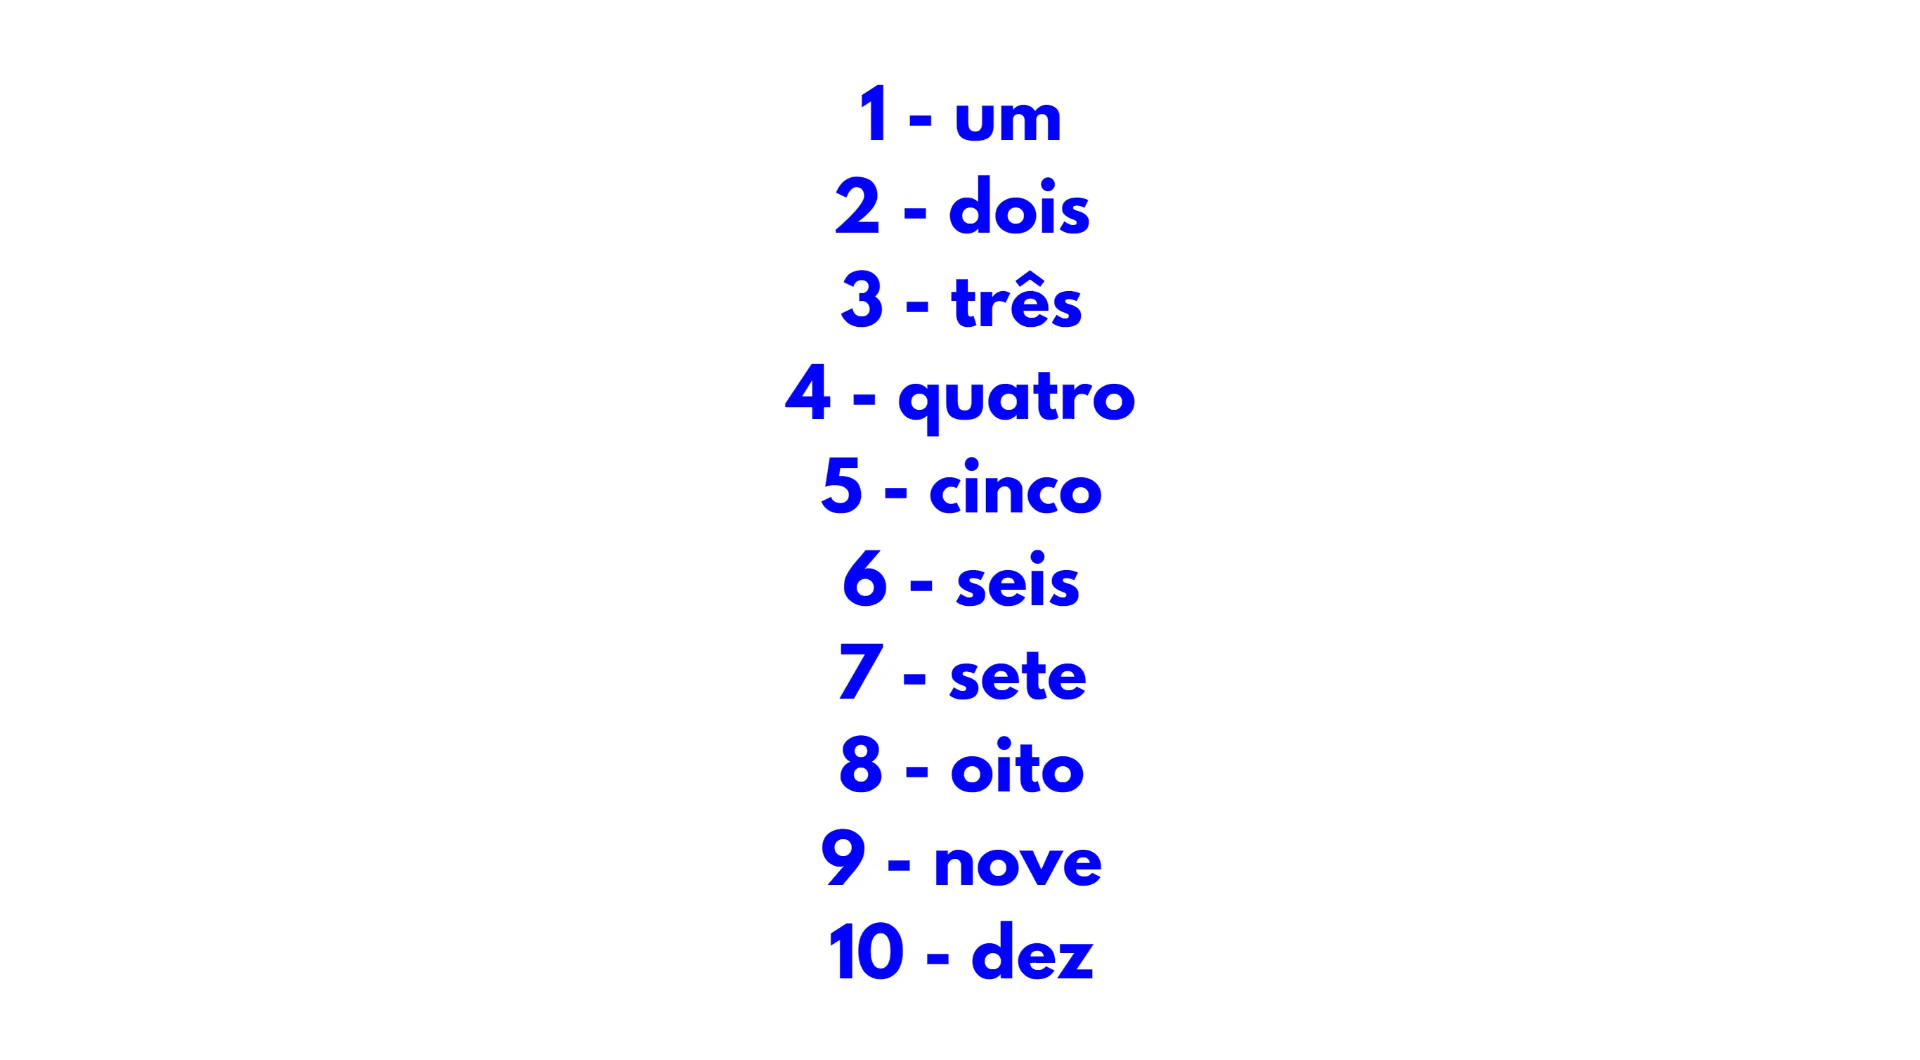 1 - um
2 - dois
3 - três
4 - quatro
5 - cinco
6 - seis
7 - sete
8 - oito
9 - nove
10 - dez